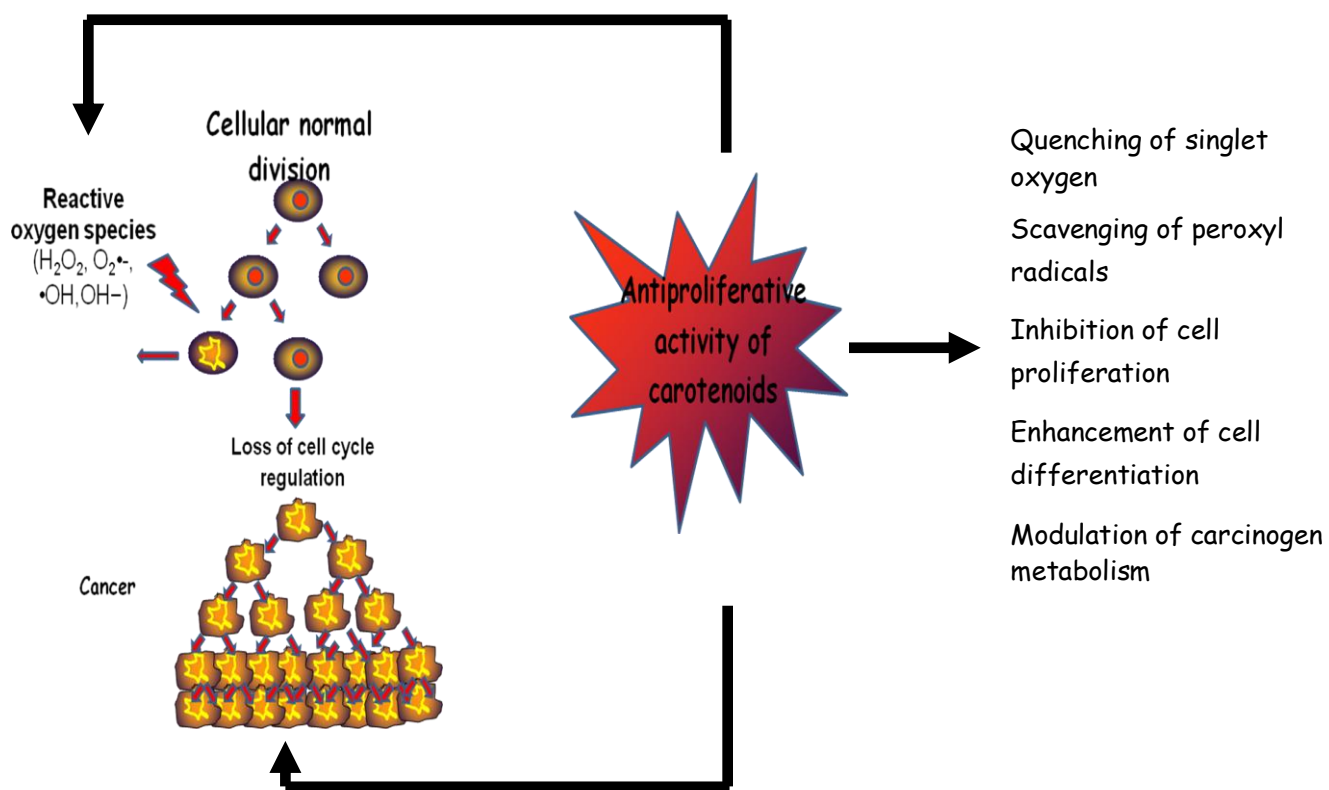 Cellular normal
division
Reactive
oxygen species
(H₂O₂, O₂•-,
•OH,OH–)
Loss of cell cycle
regulation
Cancer
Antiproliferative
activity of
carotenoids
Quenching of singlet
oxygen
Scavenging of peroxyl
radicals
Inhibition of cell
proliferation
Enhancement of cell
differentiation
Modulation of carcinogen
metabolism